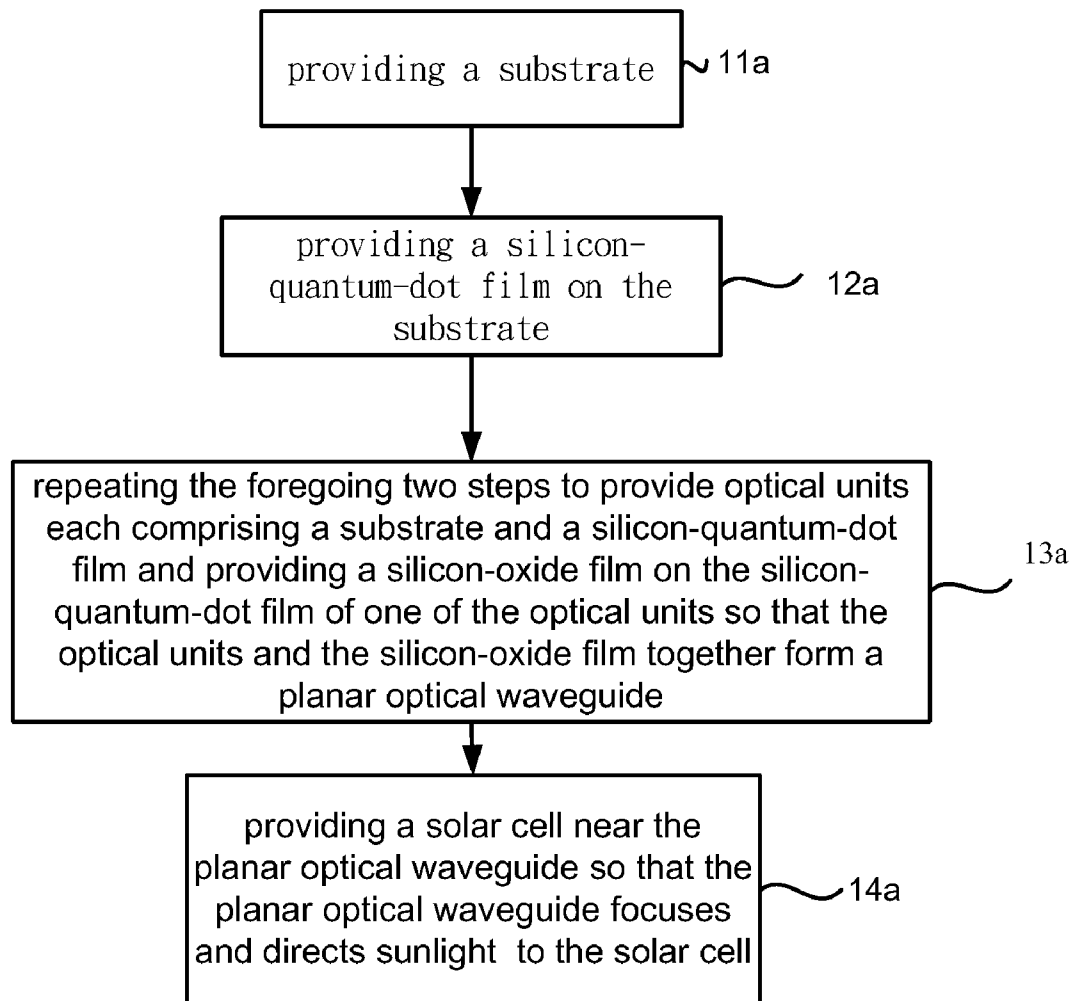 providing a substrate
11a
providing a silicon-
quantum-dot film on the
substrate
12a
repeating the foregoing two steps to provide optical units
each comprising a substrate and a silicon-quantum-dot
film and providing a silicon-oxide film on the silicon-
quantum-dot film of one of the optical units so that the
optical units and the silicon-oxide film together form a
planar optical waveguide
13a
providing a solar cell near the
planar optical waveguide so that the
planar optical waveguide focuses
and directs sunlight to the solar cell
14a